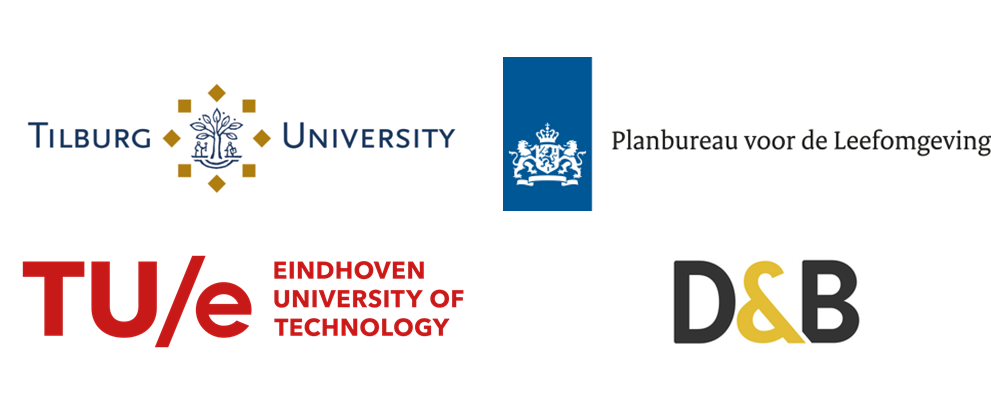 TILBURG UNIVERSITY
Planbureau voor de Leefomgeving
TU/e
EINDHOVEN
UNIVERSITY OF
TECHNOLOGY
D&B